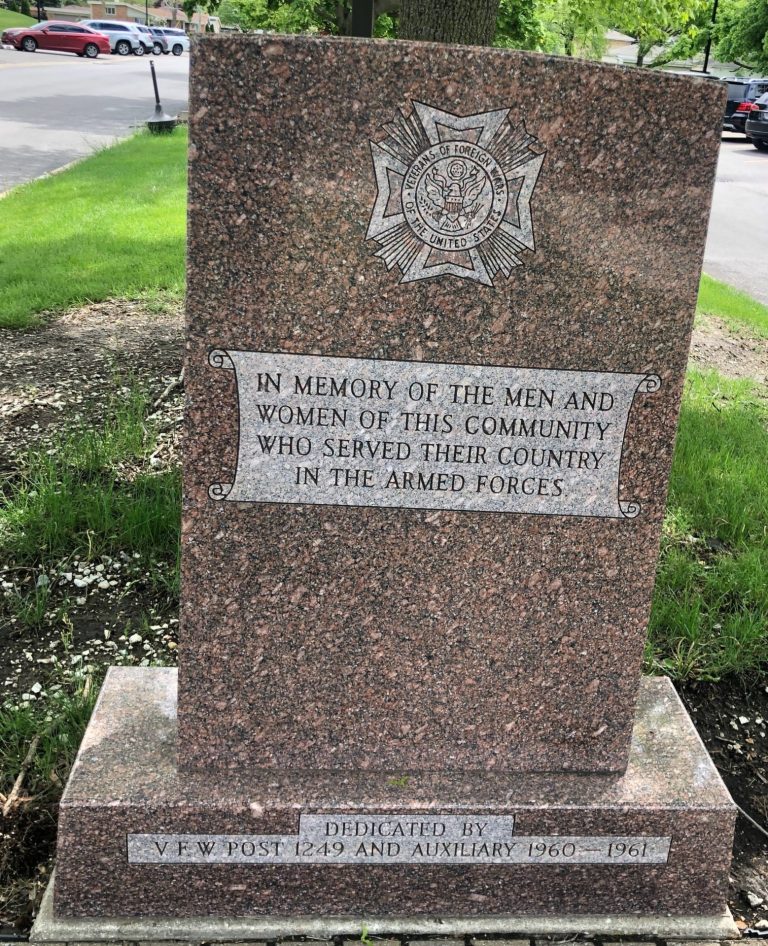 VETERANS OF FOREIGN WARS
OF THE UNITED STATES
IN MEMORY OF THE MEN AND
WOMEN OF THIS COMMUNITY
WHO SERVED THEIR COUNTRY
IN THE ARMED FORCES
DEDICATED BY
V F W POST 1249 AND AUXILIARY 1960—1961